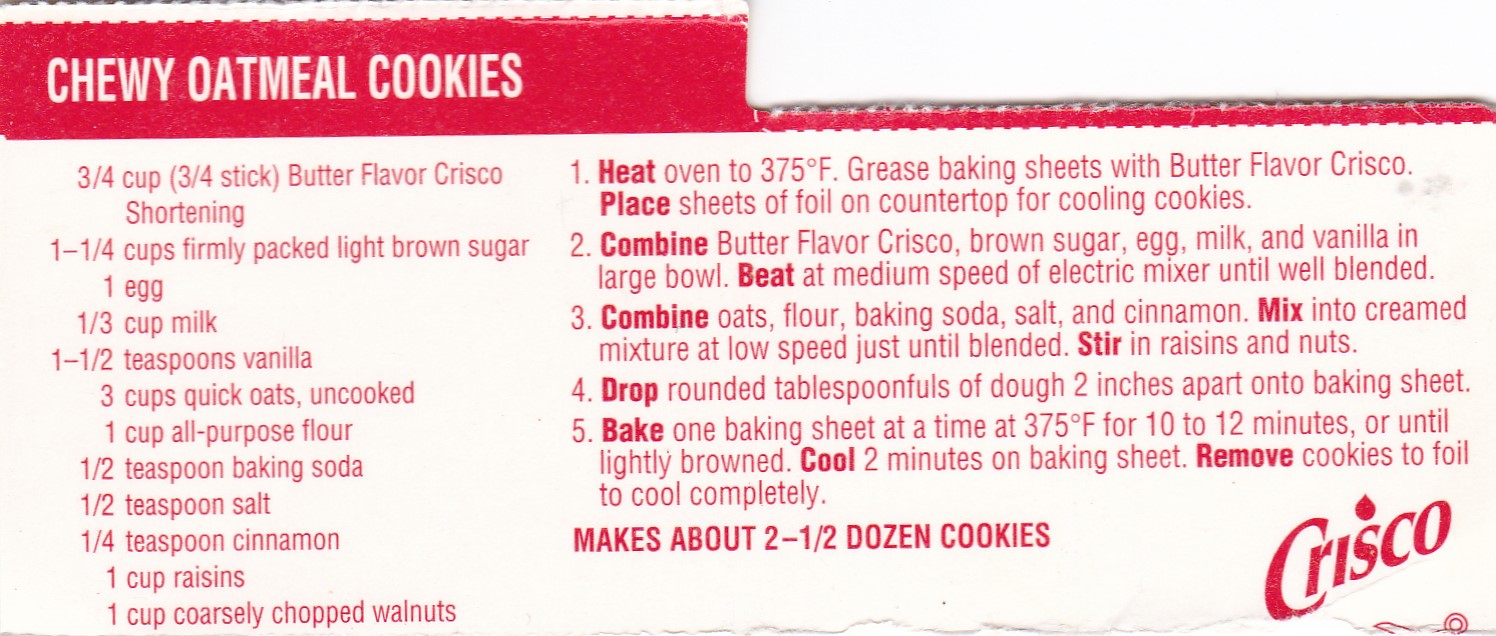 CHEWY OATMEAL COOKIES
3/4 cup (3/4 stick) Butter Flavor Crisco
Shortening
1–1/4 cups firmly packed light brown sugar
1 egg
1/3 cup milk
1–1/2 teaspoons vanilla
3 cups quick oats, uncooked
1 cup all-purpose flour
1/2 teaspoon baking soda
1/2 teaspoon salt
1/4 teaspoon cinnamon
1 cup raisins
1 cup coarsely chopped walnuts
1. Heat oven to 375°F. Grease baking sheets with Butter Flavor Crisco.
Place sheets of foil on countertop for cooling cookies.
2. Combine Butter Flavor Crisco, brown sugar, egg, milk, and vanilla in
large bowl. Beat at medium speed of electric mixer until well blended.
3. Combine oats, flour, baking soda, salt, and cinnamon. Mix into creamed
mixture at low speed just until blended. Stir in raisins and nuts.
4. Drop rounded tablespoonfuls of dough 2 inches apart onto baking sheet.
5. Bake one baking sheet at a time at 375°F for 10 to 12 minutes, or until
lightly browned. Cool 2 minutes on baking sheet. Remove cookies to foil
to cool completely.
MAKES ABOUT 2–1/2 DOZEN COOKIES
Crisco
®